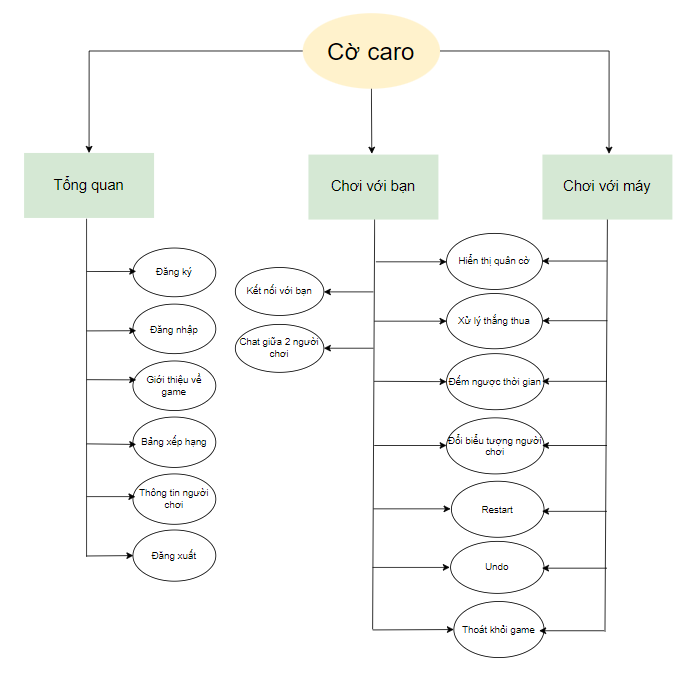 Cờ caro
Tổng quan
Chơi với bạn
Chơi với máy
Đăng ký
Đăng nhập
Giới thiệu về
game
Bảng xếp hạng
Thông tin người
chơi
Đăng xuất
Kết nối với bạn
Chat giữa 2 người
chơi
Hiển thị quân cờ
Xử lý thắng thua
Đếm ngược thời gian
Đổi biểu tượng người
chơi
Restart
Undo
Thoát khỏi game